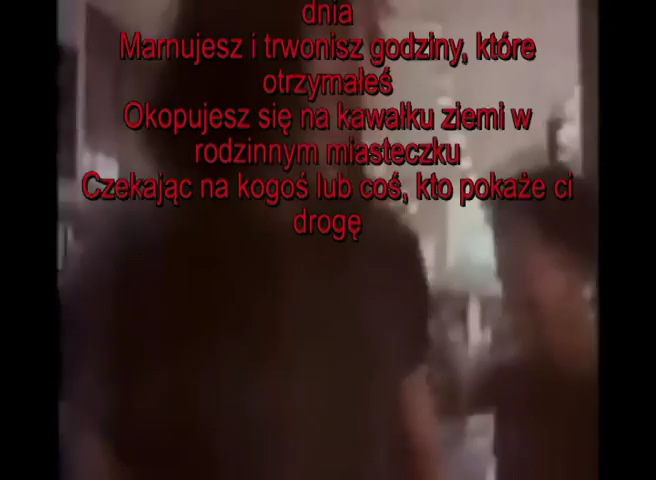 dnia
Marnujesz i trwonisz godziny, które
otrzymałeś
Okopujesz się na kawałku ziemi w
rodzinnym miasteczku
Czekając na kogoś lub coś, kto pokaże ci
drogę